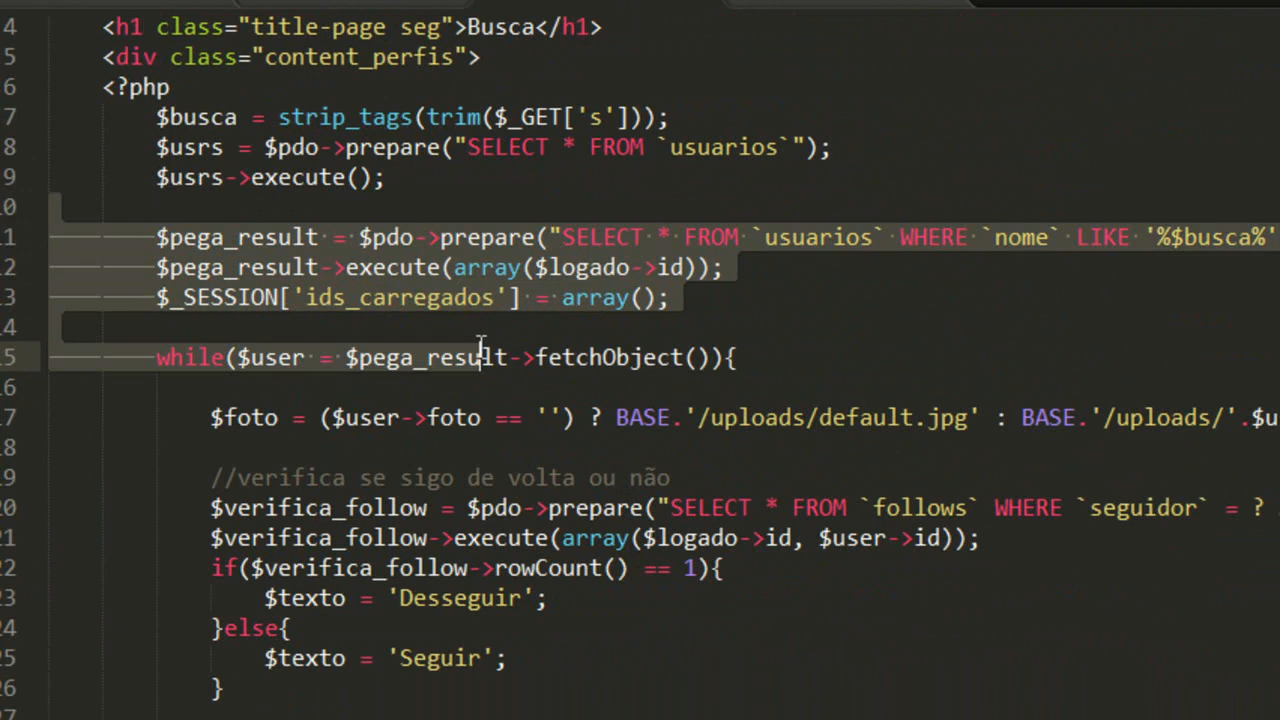 4 <h1 class="title-page seg">Busca</h1>
5 <div class="content_perfis">
6 <?php
7 $busca = strip_tags(trim($_GET['s']));
8 $usrs = $pdo->prepare("SELECT * FROM `usuarios`");
9 $usrs->execute();
10
11 $pega_result = $pdo->prepare("SELECT * FROM `usuarios` WHERE `nome` LIKE '%$busca%'
12 $pega_result->execute(array($logado->id));
13 $_SESSION['ids_carregados'] = array();
14
15 while($user = $pega_result->fetchObject()){
16
17 $foto = ($user->foto == '') ? BASE.'/uploads/default.jpg' : BASE.'/uploads/'.$u
18
19 //verifica se sigo de volta ou não
20 $verifica_follow = $pdo->prepare("SELECT * FROM `follows` WHERE `seguidor` = ?
21 $verifica_follow->execute(array($logado->id, $user->id));
22 if($verifica_follow->rowCount() == 1){
23 $texto = 'Desseguir';
24 }else{
25 $texto = 'Seguir';
26 }
27